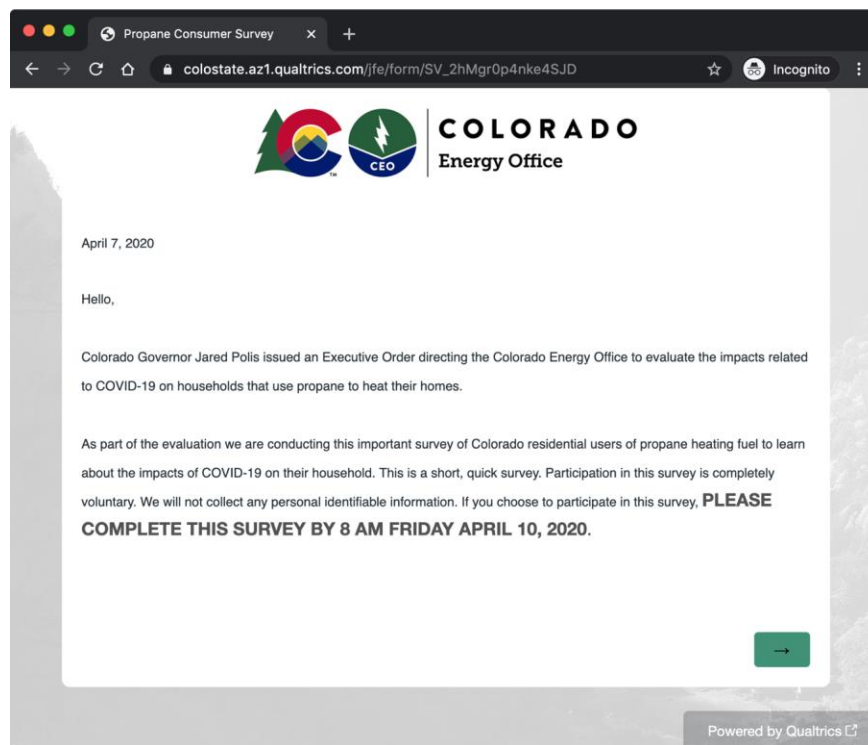 Propane Consumer Survey
colostate.az1.qualtrics.com/jfe/form/SV_2hMgr0p4nke4SJD
Incognito
CEO
TM
COLORADO
Energy Office
April 7, 2020
Hello,
Colorado Governor Jared Polis issued an Executive Order directing the Colorado Energy Office to evaluate the impacts related
to COVID-19 on households that use propane to heat their homes.
As part of the evaluation we are conducting this important survey of Colorado residential users of propane heating fuel to learn
about the impacts of COVID-19 on their household. This is a short, quick survey. Participation in this survey is completely
voluntary. We will not collect any personal identifiable information. If you choose to participate in this survey, PLEASE
COMPLETE THIS SURVEY BY 8 AM FRIDAY APRIL 10, 2020.
Powered by Qualtrics